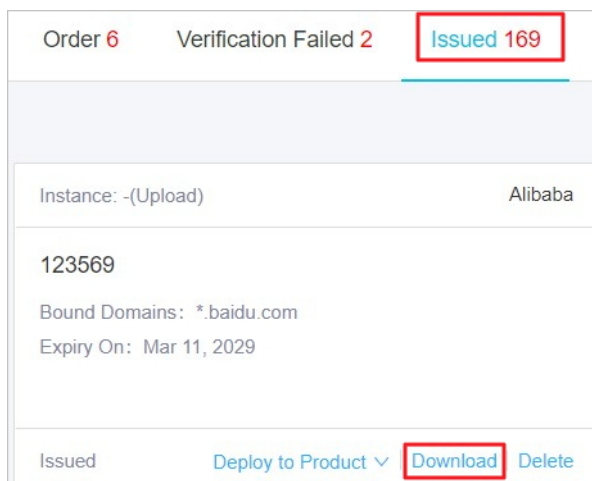 Order 6 Verification Failed 2 Issued 169
Instance: -(Upload) Alibaba
123569
Bound Domains: *.baidu.com
Expiry On: Mar 11, 2029
Issued Deploy to Product Download Delete